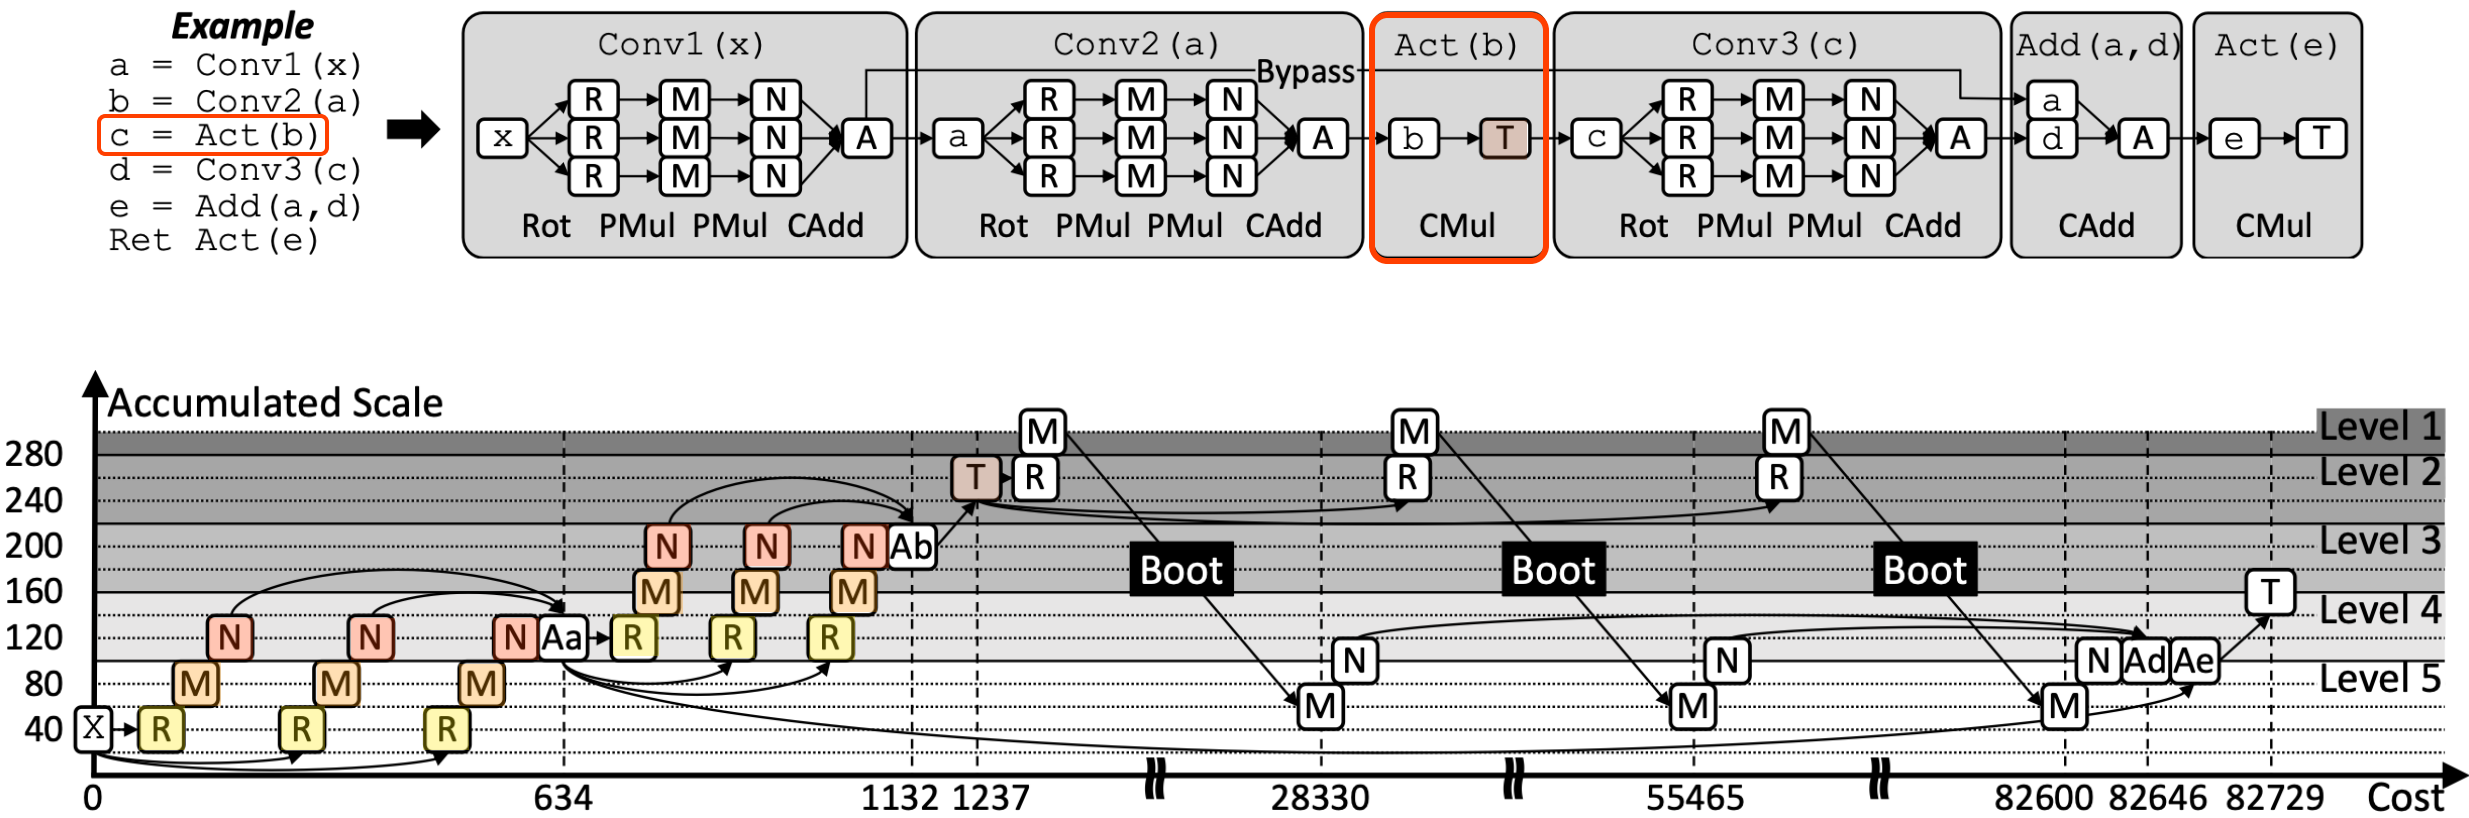 Example
a = Conv1(x)
b = Conv2(a)
c = Act(b)
d = Conv3(c)
e = Add(a,d)
Ret Act(e)
Conv1(x)
x R M N A
R M N
R M N
Rot PMul PMul CAdd
Conv2(a)
Bypass
a R M N A
R M N
R M N
Rot PMul PMul CAdd
Act(b)
b T
CMul
Conv3(c)
c R M N A
R M N
R M N
Rot PMul PMul CAdd
Add(a,d)
a
d A
CAdd
Act(e)
e T
CMul
Accumulated Scale
M M M Level 1
280
T R R R Level 2
240
200 N N N Ab Level 3
Boot Boot Boot
160 M M M T
Level 4
120 N N N Aa R R R
N N N Ad Ae
80 M M M Level 5
M M M
40 X R R R
0 634 1132 1237 28330 55465 82600 82646 82729 Cost